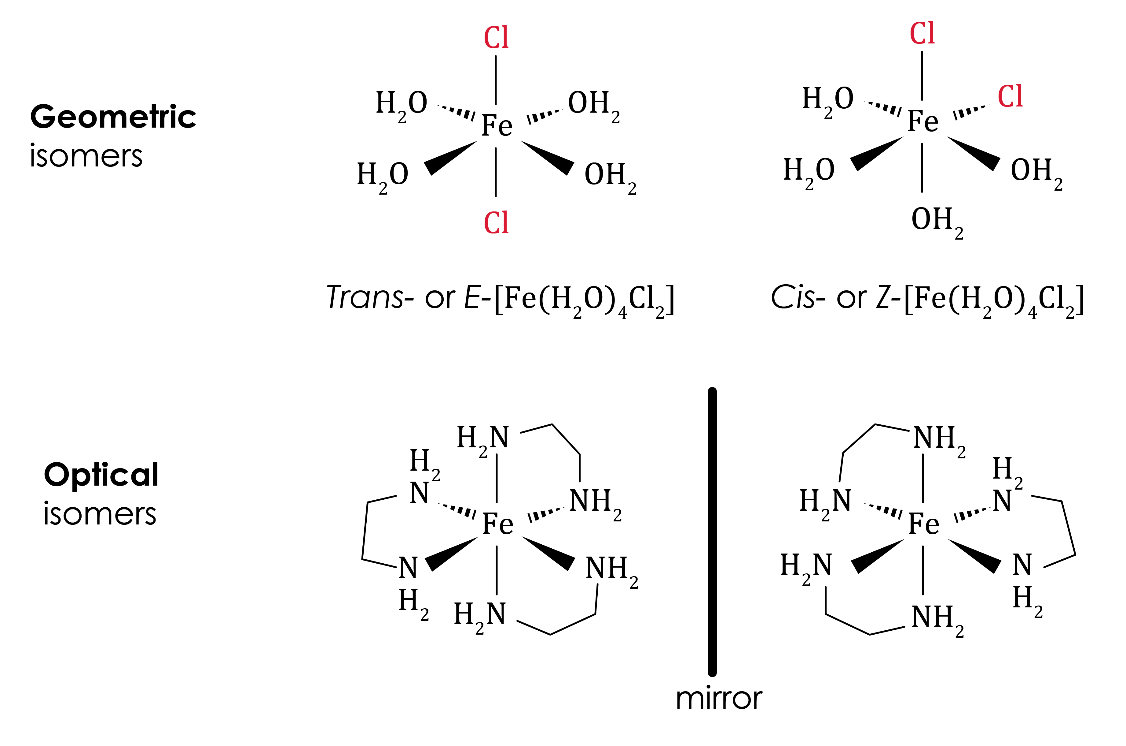 Geometric
isomers
Cl
H₂O
OH₂
Fe
H₂O
OH₂
Cl
Trans- or E-[Fe(H₂O)₄Cl₂]
Cl
H₂O
Cl
Fe
H₂O
OH₂
OH₂
Cis- or Z-[Fe(H₂O)₄Cl₂]
Optical
isomers
H₂N
H₂
N
NH₂
Fe
N
H₂
NH₂
H₂N
NH₂
H₂
N
H₂N
Fe
H₂N
N
H₂
NH₂
mirror